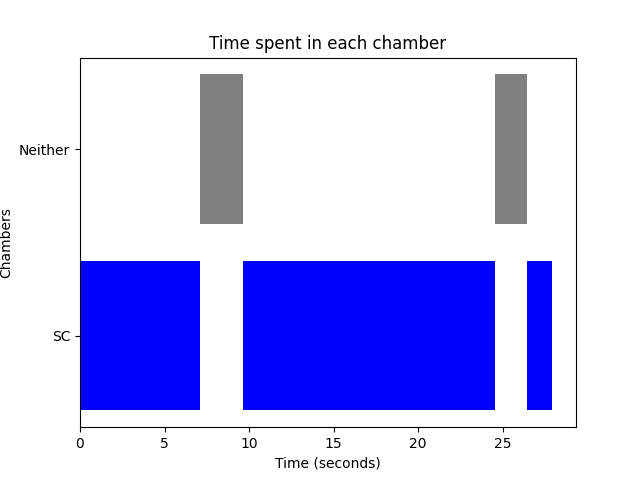 Time spent in each chamber
Neither
Chambers
SC
0 5 10 15 20 25
Time (seconds)